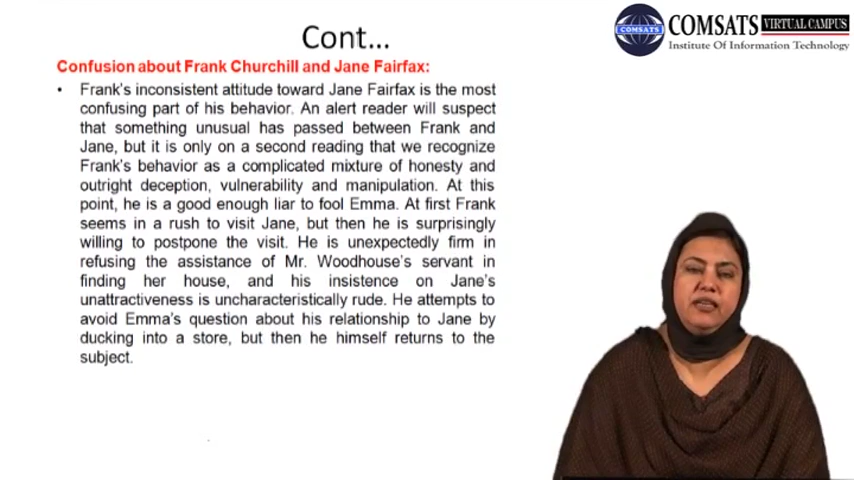 Cont...
COMSATS VIRTUAL CAMPUS
COMSATS
Institute Of Information Technology
Confusion about Frank Churchill and Jane Fairfax:
• Frank's inconsistent attitude toward Jane Fairfax is the most
confusing part of his behavior. An alert reader will suspect
that something unusual has passed between Frank and
Jane, but it is only on a second reading that we recognize
Frank's behavior as a complicated mixture of honesty and
outright deception, vulnerability and manipulation. At this
point, he is a good enough liar to fool Emma. At first Frank
seems in a rush to visit Jane, but then he is surprisingly
willing to postpone the visit. He is unexpectedly firm in
refusing the assistance of Mr. Woodhouse's servant in
finding her house, and his insistence on Jane's
unattractiveness is uncharacteristically rude. He attempts to
avoid Emma's question about his relationship to Jane by
ducking into a store, but then he himself returns to the
subject.